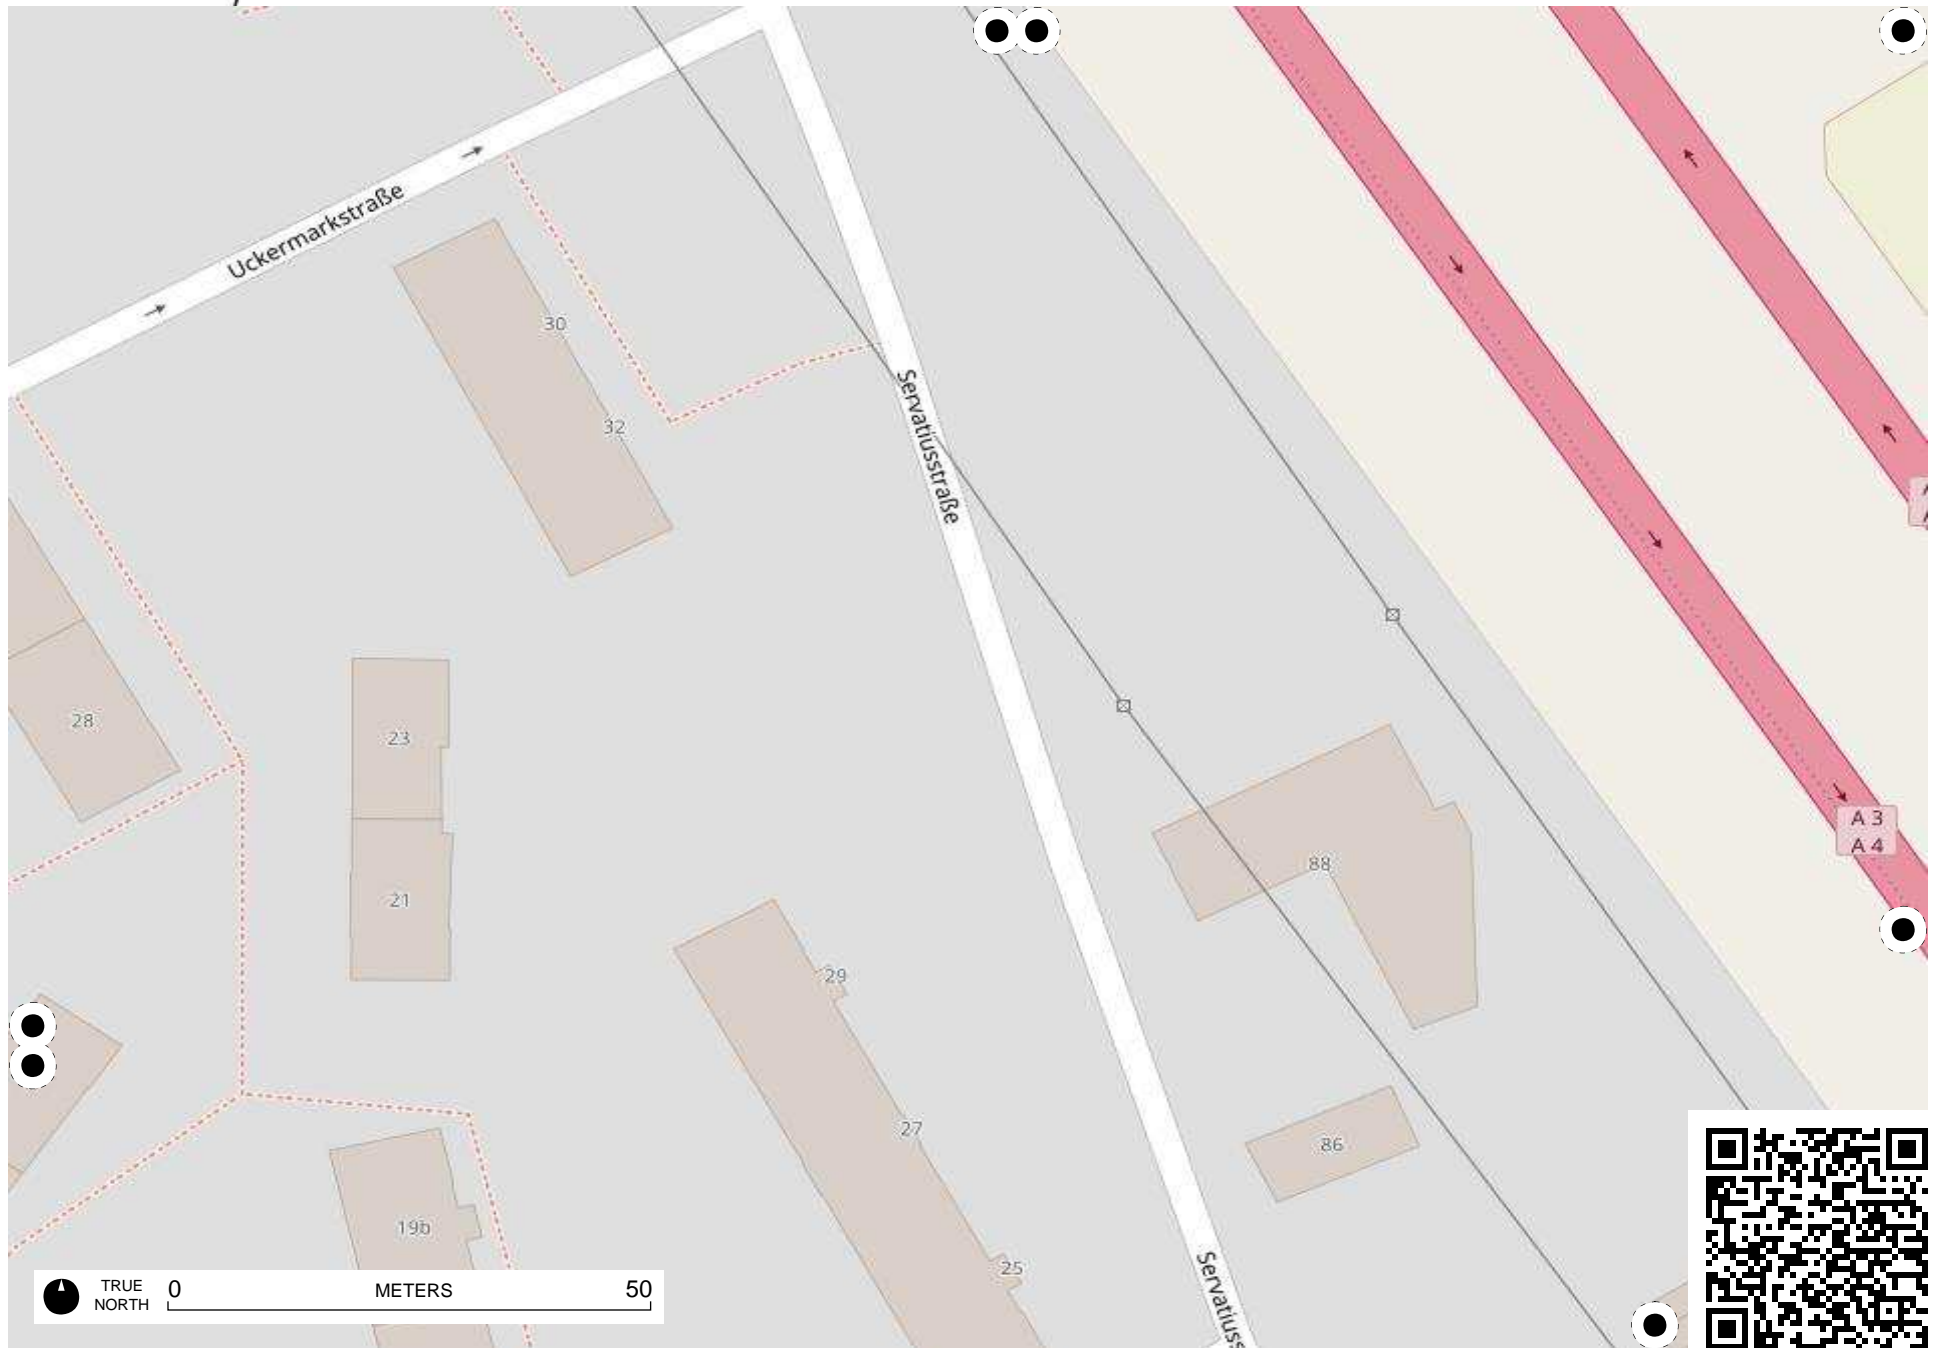 Uckermarkstraße
30
32
Servatiusstraße
28
23
21
88
A 3
A 4
29
27
86
19b
25
Servatiuss
TRUE
NORTH
0 METERS 50